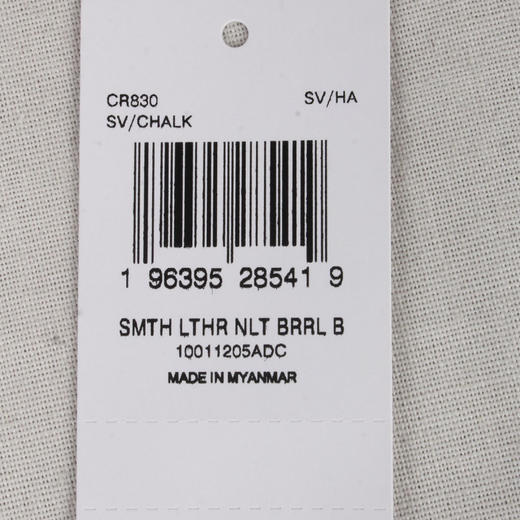 CR830 SV/HA
SV/CHALK
1 96395 28541 9
SMTH LTHR NLT BRRL B
10011205ADC
MADE IN MYANMAR